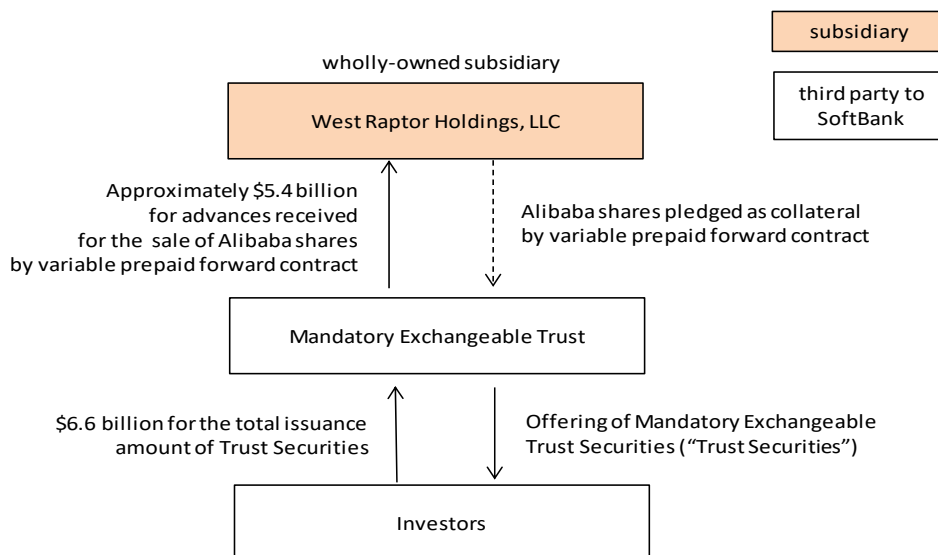 subsidiary
wholly-owned subsidiary
third party to
SoftBank
West Raptor Holdings, LLC
Approximately $5.4 billion
for advances received
for the sale of Alibaba shares
by variable prepaid forward contract
Alibaba shares pledged as collateral
by variable prepaid forward contract
Mandatory Exchangeable Trust
$6.6 billion for the total issuance
amount of Trust Securities
Offering of Mandatory Exchangeable
Trust Securities (“Trust Securities”)
Investors